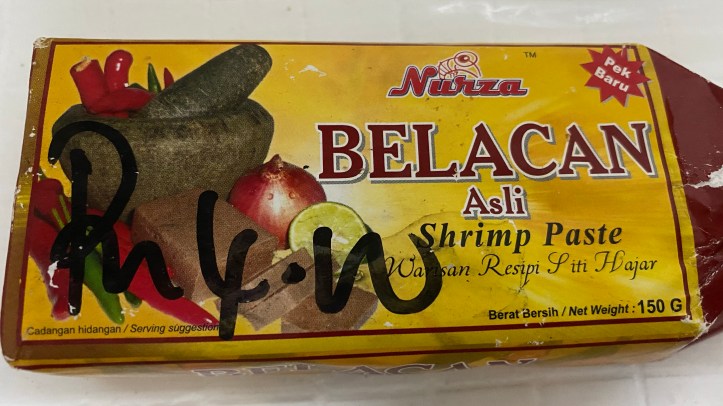 Nurza
TM
Pek
Baru
BELACAN
Asli
Shrimp Paste
Warisan Resipi Siti Hajar
Berat Bersih / Net Weight : 150 G
Cadangan hidangan / Serving suggestion
BELACAN